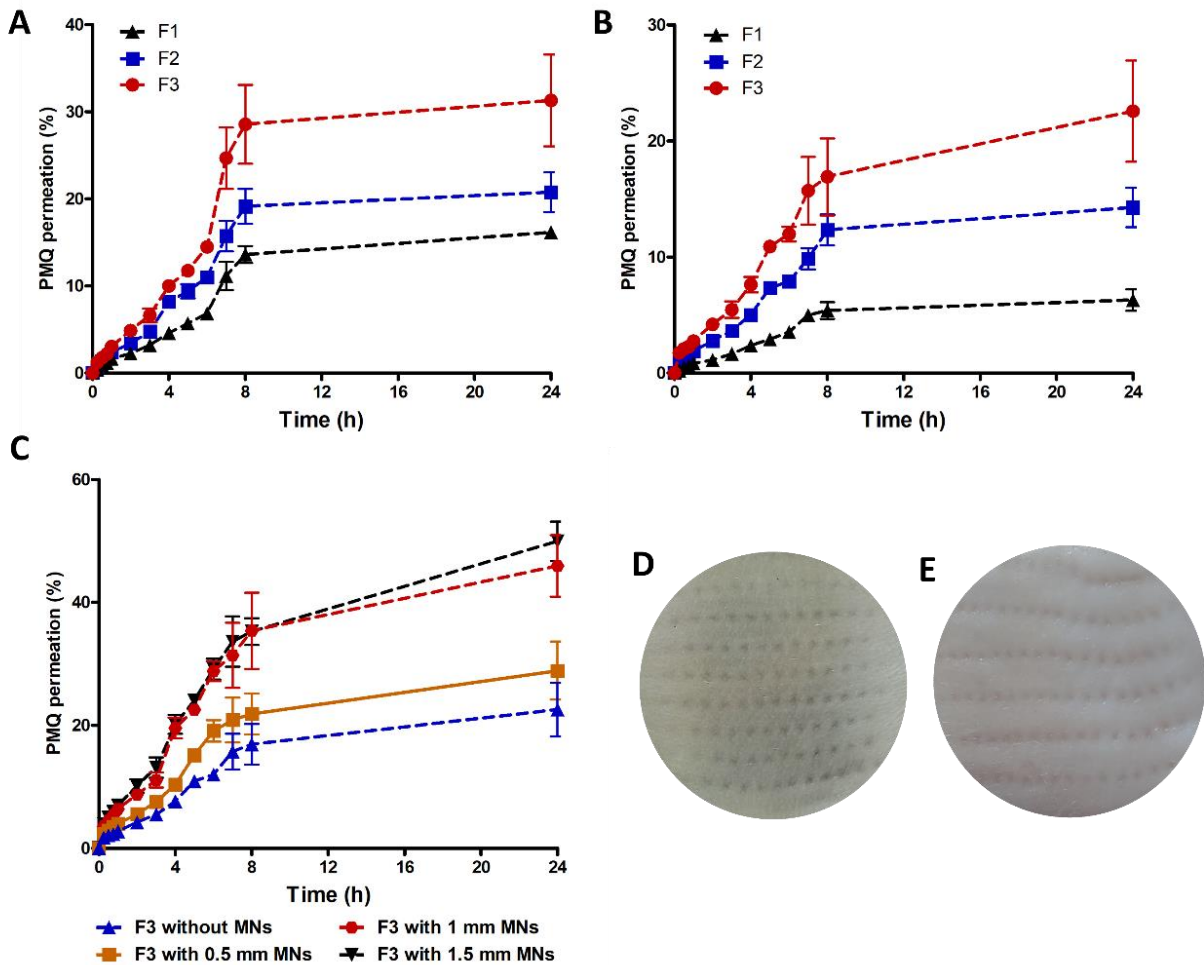 A
F1
F2
F3
PMQ permeation (%)
40
30
20
10
0
0 4 8 12 16 20 24
Time (h)
B
F1
F2
F3
PMQ permeation (%)
30
20
10
0
0 4 8 12 16 20 24
Time (h)
C
PMQ permeation (%)
60
40
20
0
0 4 8 12 16 20 24
Time (h)
F3 without MNs
F3 with 1 mm MNs
F3 with 0.5 mm MNs
F3 with 1.5 mm MNs
D
E